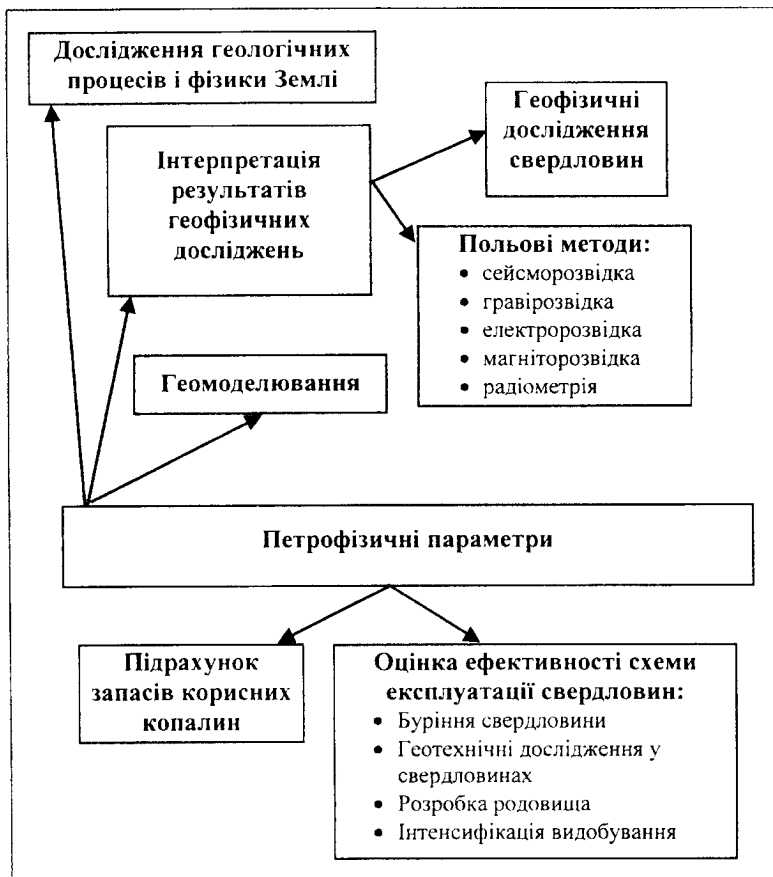 Дослідження геологічних
процесів і фізики Землі
Геофізичні
дослідження
свердловин
Інтерпретація
результатів
геофізичних
досліджень
Польові методи:
• сейсморозвідка
• гравірозвідка
• електророзвідка
• магніторозвідка
• радіометрія
Геомоделювання
Петрофізичні параметри
Підрахунок
запасів корисних
копалин
Оцінка ефективності схеми
експлуатації свердловин:
• Буріння свердловини
• Геотехнічні дослідження у
свердловинах
• Розробка родовища
• Інтенсифікація видобування